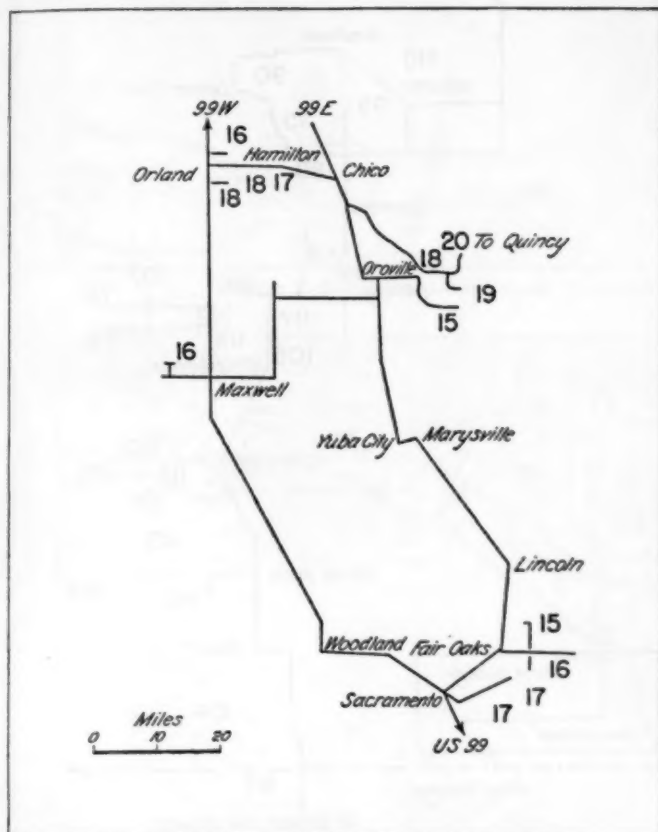 99W 99E
16
Hamilton
Orland Chico
18 17
18
20 To Quincy
18
Oroville
19
15
16
Maxwell
Yuba City Marysville
Lincoln
15
Woodland Fair Oaks
16
17
Sacramento 17
Miles
0 10 20
US 99